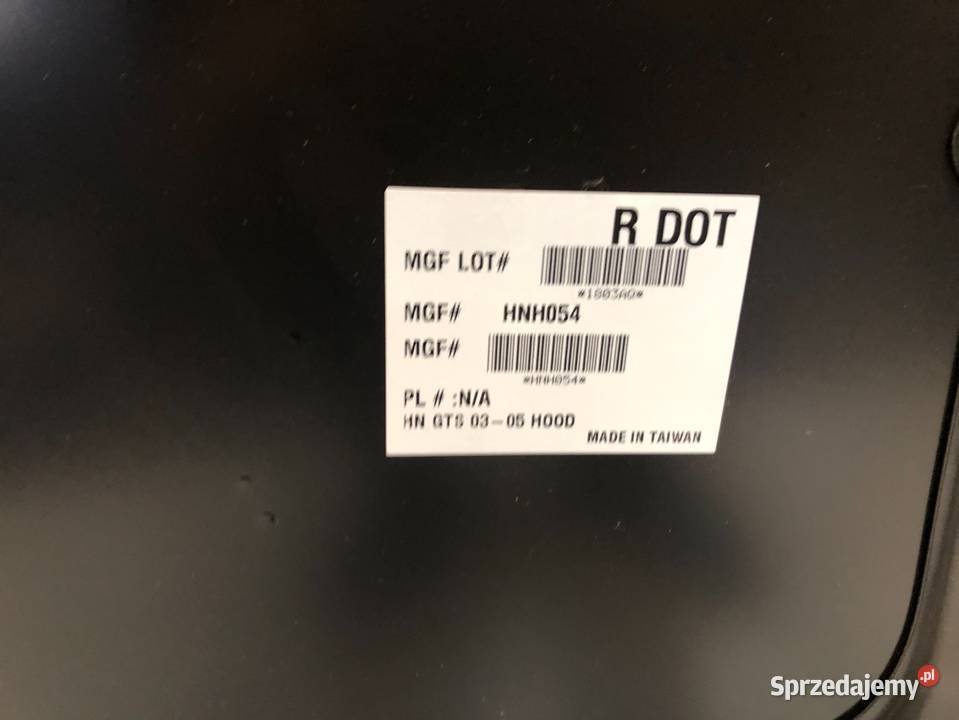 R DOT
MGF LOT#
*1803A0*
MGF# HNH054
MGF#
*HNH054*
PL # :N/A
HN GTS 03-05 HOOD
MADE IN TAIWAN
Sprzedajemy.pl